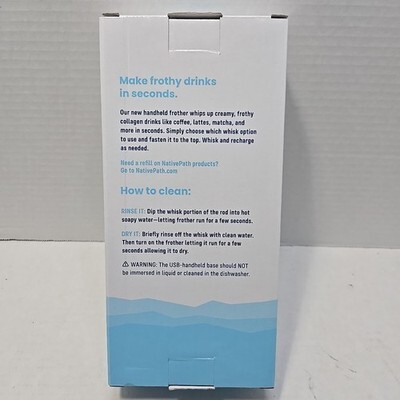 Make frothy drinks
in seconds.
Our new handheld frother whips up creamy, frothy
collagen drinks like coffee, lattes, matcha, and
more in seconds. Simply choose which whisk option
to use and fasten it to the top. Whisk and recharge
as needed.
Need a refill on NativePath products?
Go to NativePath.com
How to clean:
RINSE IT: Dip the whisk portion of the rod into hot
soapy water—letting frother run for a few seconds.
DRY IT: Briefly rinse off the whisk with clean water.
Then turn on the frother letting it run for a few
seconds allowing it to dry.
⚠ WARNING: The USB-handheld base should NOT
be immersed in liquid or cleaned in the dishwasher.